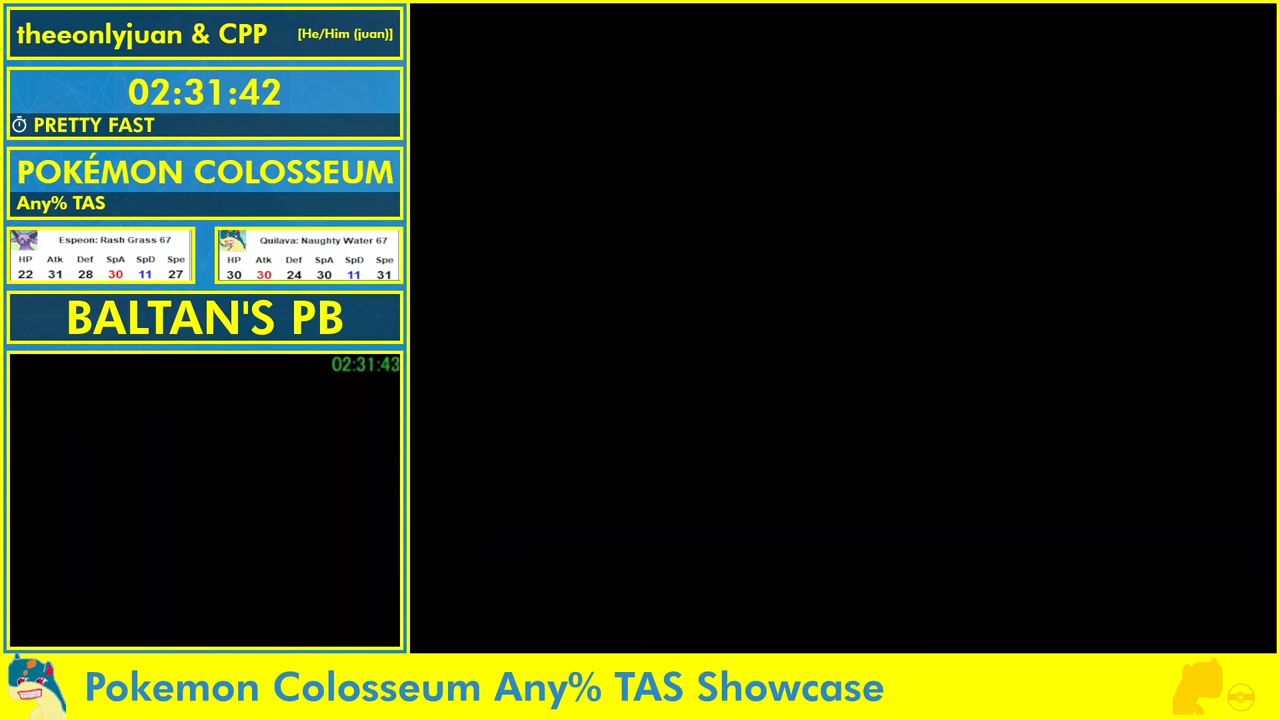 theeonlyjuan & CPP [He/Him (juan)]
02:31:42
PRETTY FAST
POKÉMON COLOSSEUM
Any% TAS
Espeon: Rash Grass 67
HP Atk Def SpA SpD Spe
22 31 28 30 11 27
Quilava: Naughty Water 67
HP Atk Def SpA SpD Spe
30 30 24 30 11 31
BALTAN'S PB
02:31:43
Pokemon Colosseum Any% TAS Showcase